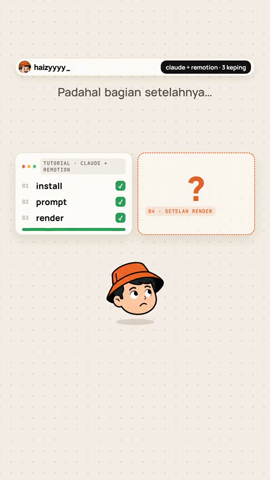 haizyyyy_
claude + remotion · 3 keping
Padahal bagian setelahnya...
TUTORIAL · CLAUDE +
REMOTION
01 install
02 prompt
03 render
?
04 · SETELAH RENDER